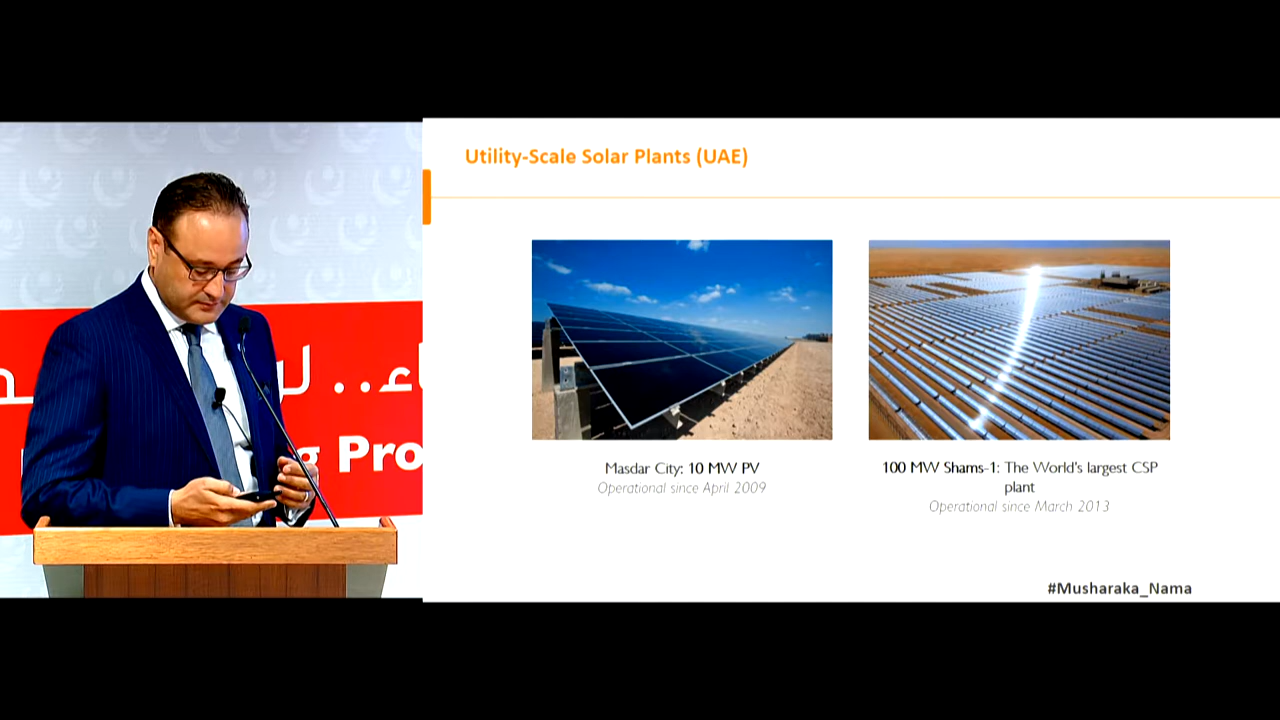 Utility-Scale Solar Plants (UAE)
Pro
Masdar City: 10 MW PV
Operational since April 2009
100 MW Shams-1: The World's largest CSP
plant
Operational since March 2013
#Musharaka_Nama